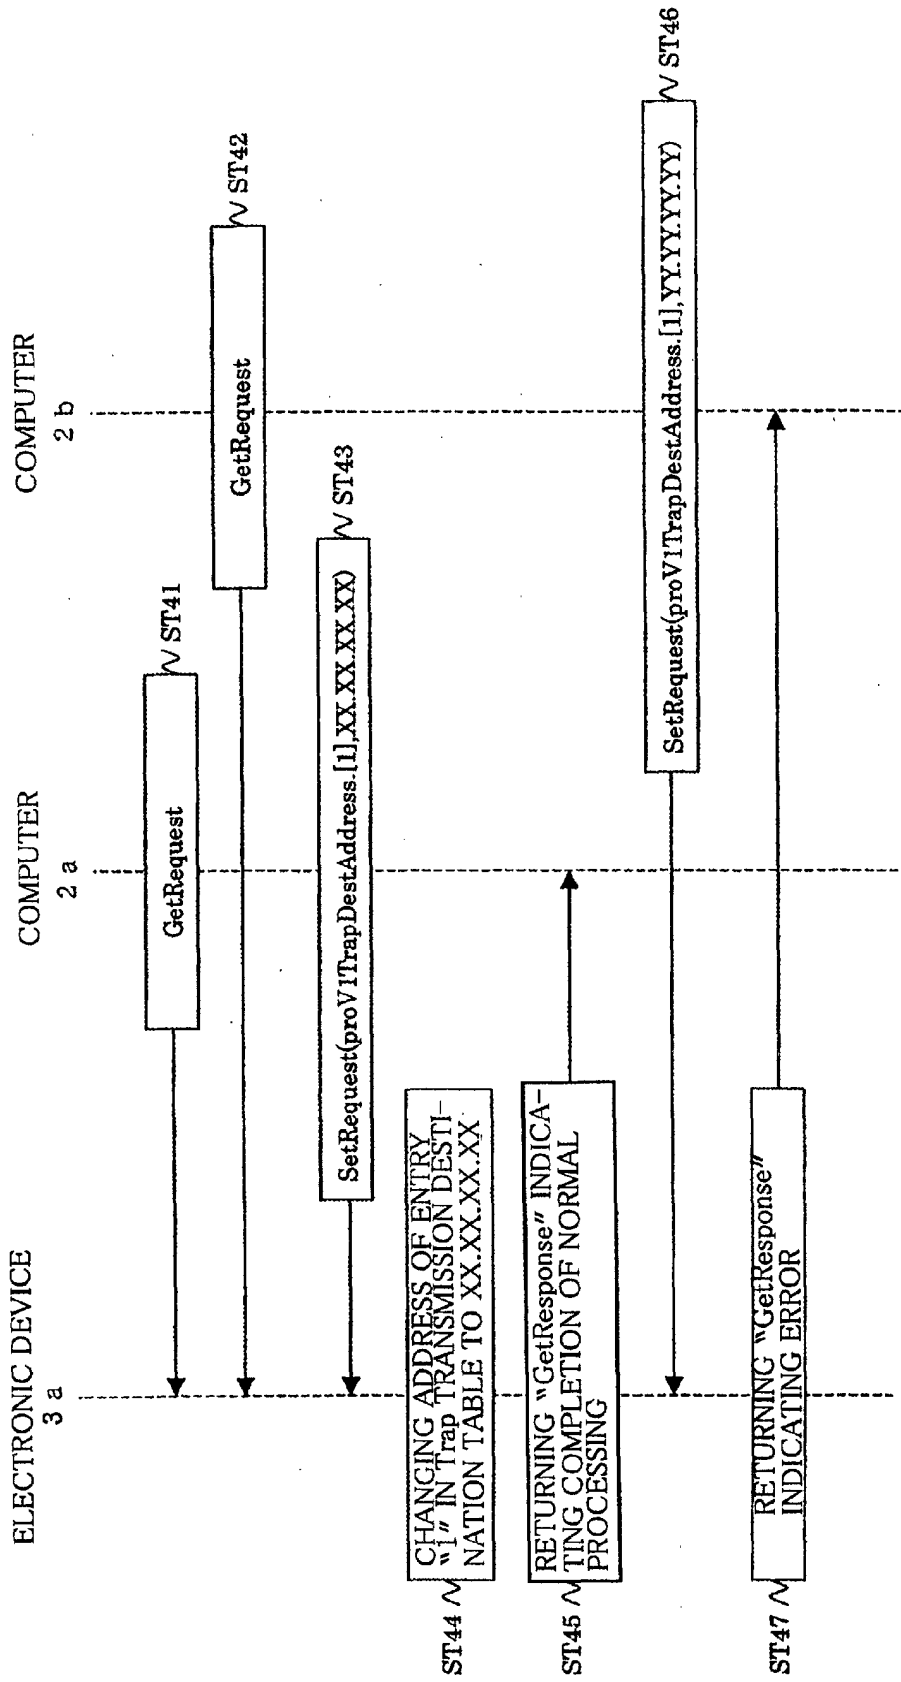 ELECTRONIC DEVICE
3 a
COMPUTER
2 a
COMPUTER
2 b
GetRequest
ST41
GetRequest
ST42
SetRequest(proV1TrapDestAddress.[1],XX.XX.XX.XX)
ST43
ST44
CHANGING ADDRESS OF ENTRY
"1" IN Trap TRANSMISSION DESTI-
NATION TABLE TO XX.XX.XX.XX
ST45
RETURNING "GetResponse" INDICA-
TING COMPLETION OF NORMAL
PROCESSING
SetRequest(proV1TrapDestAddress.[1],YY.YY.YY.YY)
ST46
ST47
RETURNING "GetResponse"
INDICATING ERROR